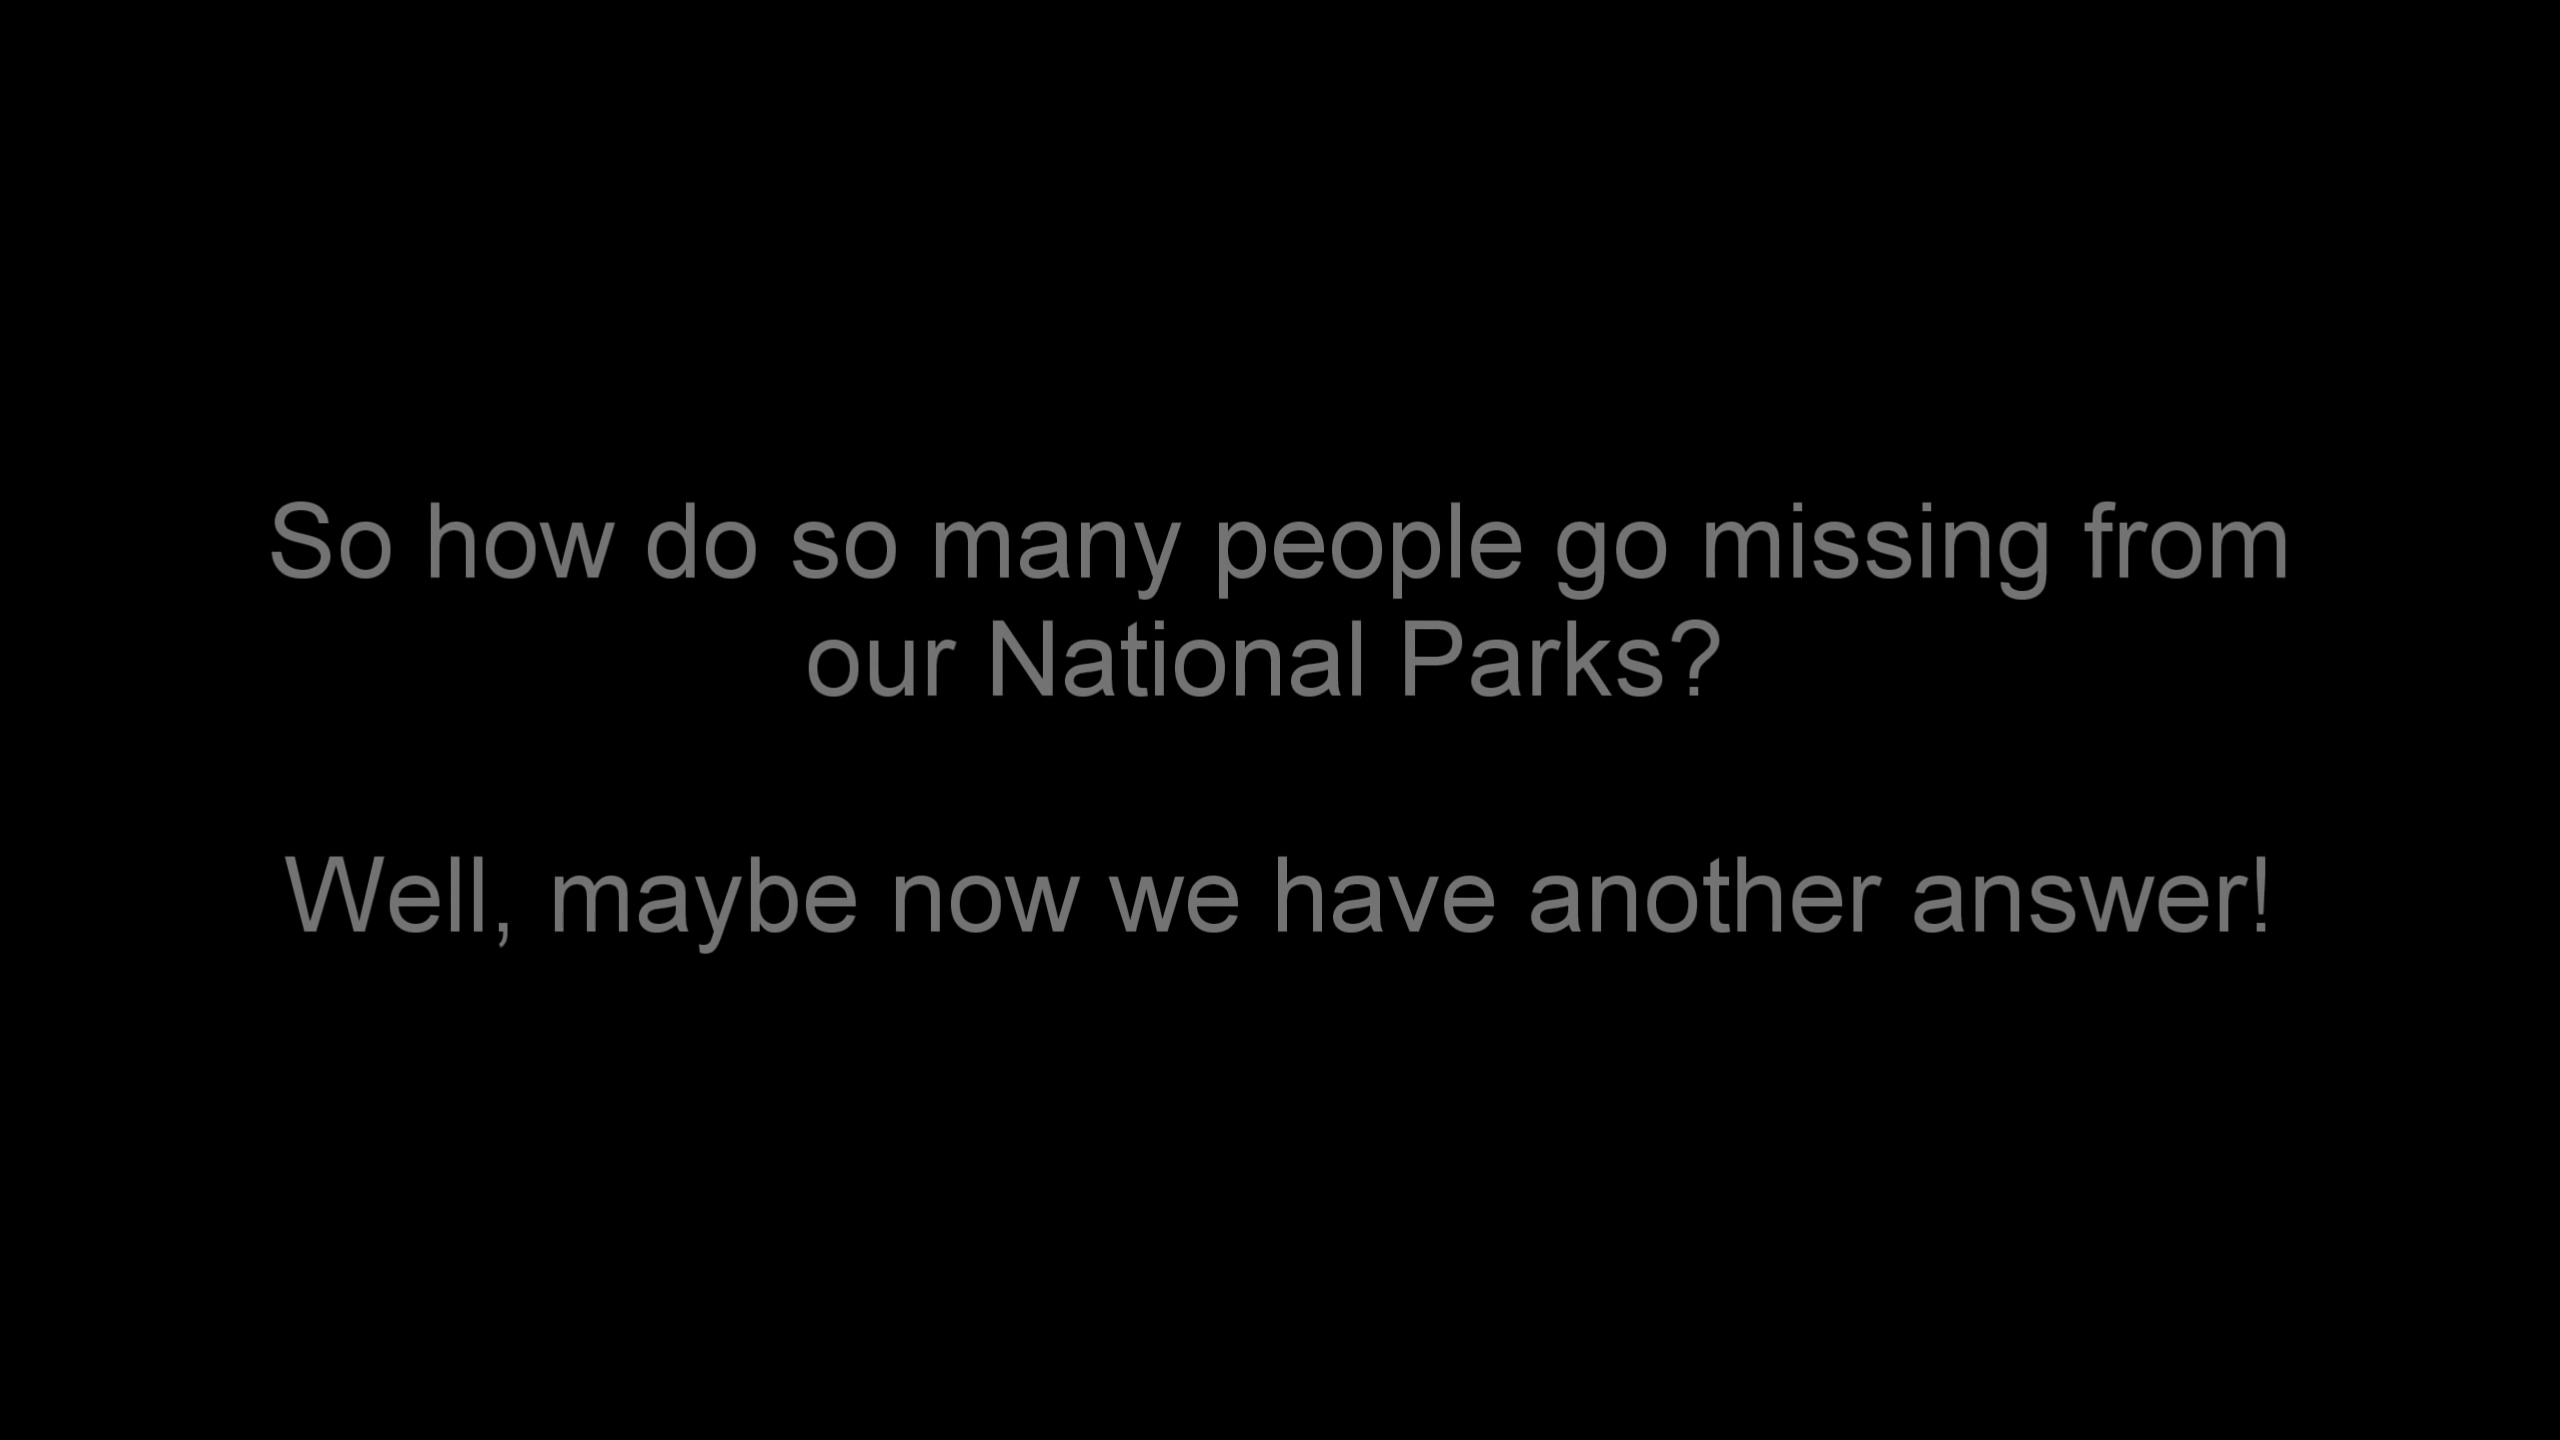 So how do so many people go missing from
our National Parks?
Well, maybe now we have another answer!